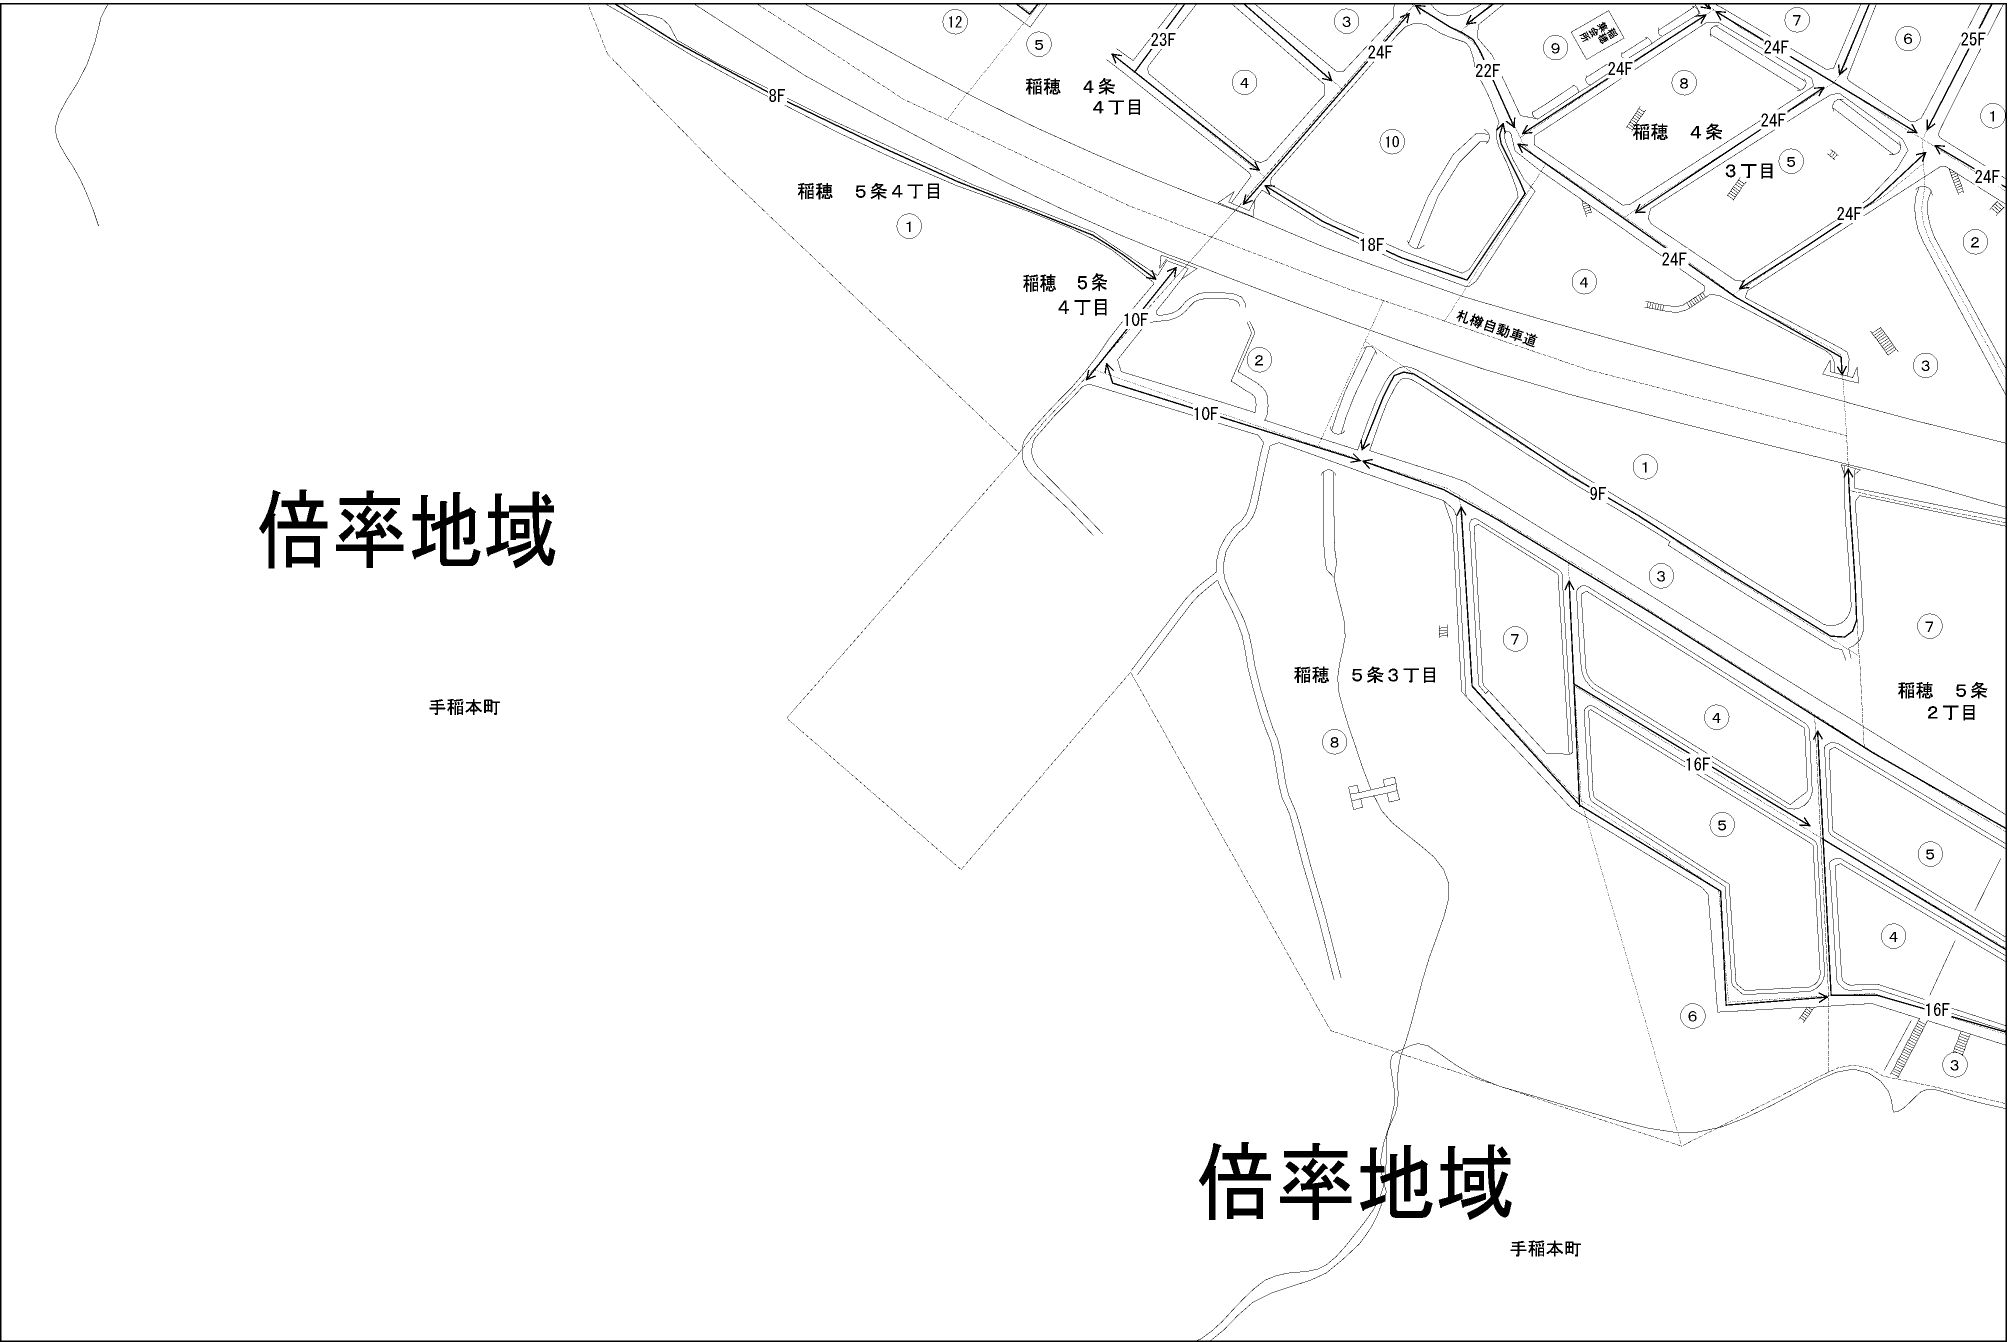 ⑫
⑤
23F
③
24F
⑨
稲穂
集会所
⑦
24F
⑥
25F
稲穂 4条
4丁目
④
22F
24F
⑧
8F
⑩
稲穂 4条
3丁目
24F
⑤
①
24F
稲穂 5条4丁目
①
18F
24F
24F
②
稲穂 5条
4丁目
④
10F
札樽自動車道
②
③
10F
①
9F
倍率地域
③
⑦
⑦
稲穂 5条3丁目
稲穂 5条
2丁目
手稲本町
④
⑧
16F
⑤
⑤
④
⑥
16F
③
倍率地域
手稲本町